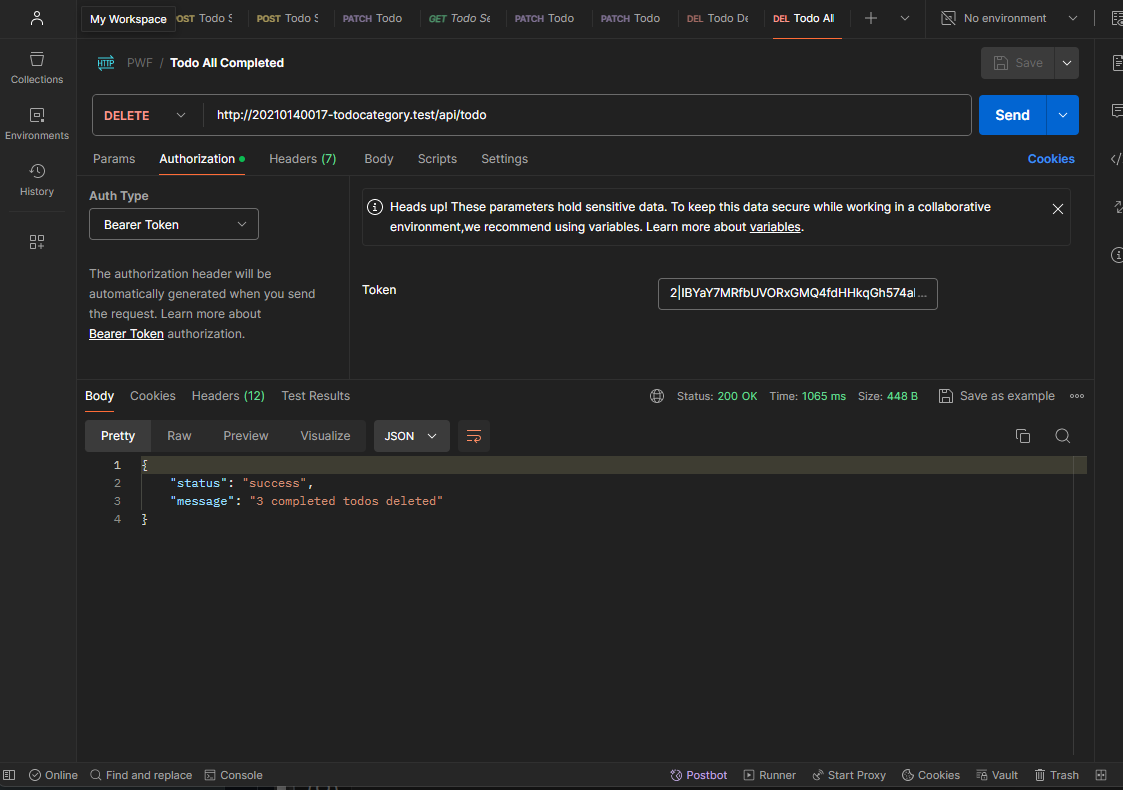 My Workspace
OST Todo S
POST Todo S
PATCH Todo
GET Todo Se
PATCH Todo
PATCH Todo
DEL Todo De
DEL Todo All
No environment
Collections
Environments
History
HTTP PWF / Todo All Completed
Save
DELETE http://20210140017-todocategory.test/api/todo
Send
Params Authorization Headers (7) Body Scripts Settings
Cookies
Auth Type
Bearer Token
The authorization header will be
automatically generated when you send
the request. Learn more about
Bearer Token authorization.
Heads up! These parameters hold sensitive data. To keep this data secure while working in a collaborative
environment,we recommend using variables. Learn more about variables.
Token
2|IBYaY7MRfbUVORxGMQ4fdHHkqGh574a...
Body Cookies Headers (12) Test Results
Status: 200 OK Time: 1065 ms Size: 448 B
Save as example
Pretty Raw Preview Visualize JSON
1 {
2 "status": "success",
3 "message": "3 completed todos deleted"
4 }
Online Find and replace Console
Postbot Runner Start Proxy Cookies Vault Trash